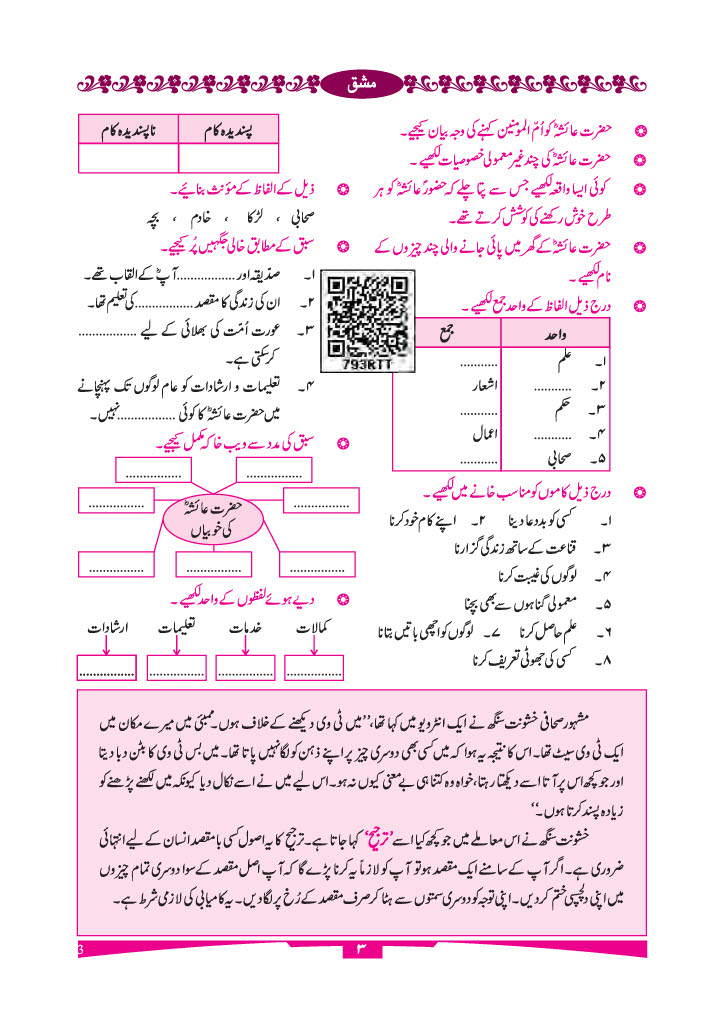 مشق
حضرت عائشہؓ کو اُمّ المومنین کہنے کی وجہ بیان کیجیے۔
حضرت عائشہؓ کی چند غیر معمولی خصوصیات لکھیے۔
کوئی ایسا واقعہ لکھیے جس سے پتا چلے کہ حضورؐ عائشہؓ کو ہر
طرح خوش رکھنے کی کوشش کرتے تھے۔
حضرت عائشہؓ کے گھر میں پائی جانے والی چند چیزوں کے
نام لکھیے۔
درج ذیل الفاظ کے واحد جمع لکھیے۔
واحد جمع
۱۔ علم ...........
۲۔ ........... اشعار
۳۔ حکم ...........
۴۔ ........... اعمال
۵۔ صحابی ...........
درج ذیل کاموں کو مناسب خانے میں لکھیے۔
۱۔ کسی کو بددعا دینا ۲۔ اپنے کام خود کرنا
۳۔ قناعت کے ساتھ زندگی گزارنا
۴۔ لوگوں کی غیبت کرنا
۵۔ معمولی گناہوں سے بھی بچنا
۶۔ علم حاصل کرنا ۷۔ لوگوں کو اچھی باتیں بتانا
۸۔ کسی کی جھوٹی تعریف کرنا
پسندیدہ کام ناپسندیدہ کام
ذیل کے الفاظ کے مؤنث بنائیے۔
صحابی ، لڑکا ، خادم ، بچہ
سبق کے مطابق خالی جگہیں پُر کیجیے۔
۱۔ صدّیقہ اور ................. آپؓ کے القاب تھے۔
۲۔ ان کی زندگی کا مقصد ................. کی تعلیم تھا۔
۳۔ عورت اُمّت کی بھلائی کے لیے .................
کر سکتی ہے۔
۴۔ تعلیمات و ارشادات کو عام لوگوں تک پہنچانے
میں حضرت عائشہؓ کا کوئی ................. نہیں۔
793RTT
سبق کی مدد سے ویب خاکہ مکمل کیجیے۔
................ ................
................ ................
حضرت عائشہؓ
کی خوبیاں
................ ................ ................
دیے ہوئے لفظوں کے واحد لکھیے۔
کمالات خدمات تعلیمات ارشادات
................ ................ ................ ................
مشہور صحافی خشونت سنگھ نے ایک انٹرویو میں کہا تھا، ’’میں ٹی وی دیکھنے کے خلاف ہوں۔ ممبئی میں میرے مکان میں
ایک ٹی وی سیٹ تھا۔ اس کا نتیجہ یہ ہوا کہ میں کسی بھی دوسری چیز پر اپنے ذہن کو لگا نہیں پاتا تھا۔ میں بس ٹی وی کا بٹن دبا دیتا
اور جو کچھ اس پر آتا اسے دیکھتا رہتا، خواہ وہ کتنا ہی بے معنی کیوں نہ ہو۔ اس لیے میں نے اسے نکال دیا کیونکہ میں لکھنے پڑھنے کو
زیادہ پسند کرتا ہوں۔‘‘
خشونت سنگھ نے اس معاملے میں جو کچھ کیا اسے ’ترجیح‘ کہا جاتا ہے۔ ترجیح کا یہ اصول کسی با مقصد انسان کے لیے انتہائی
ضروری ہے۔ اگر آپ کے سامنے ایک مقصد ہو تو آپ کو لازماً یہ کرنا پڑے گا کہ آپ اصل مقصد کے سوا دوسری تمام چیزوں
میں اپنی دلچسپی ختم کر دیں۔ اپنی توجہ کو دوسری سمتوں سے ہٹا کر صرف مقصد کے رُخ پر لگا دیں۔ یہ کامیابی کی لازمی شرط ہے۔
۳
3